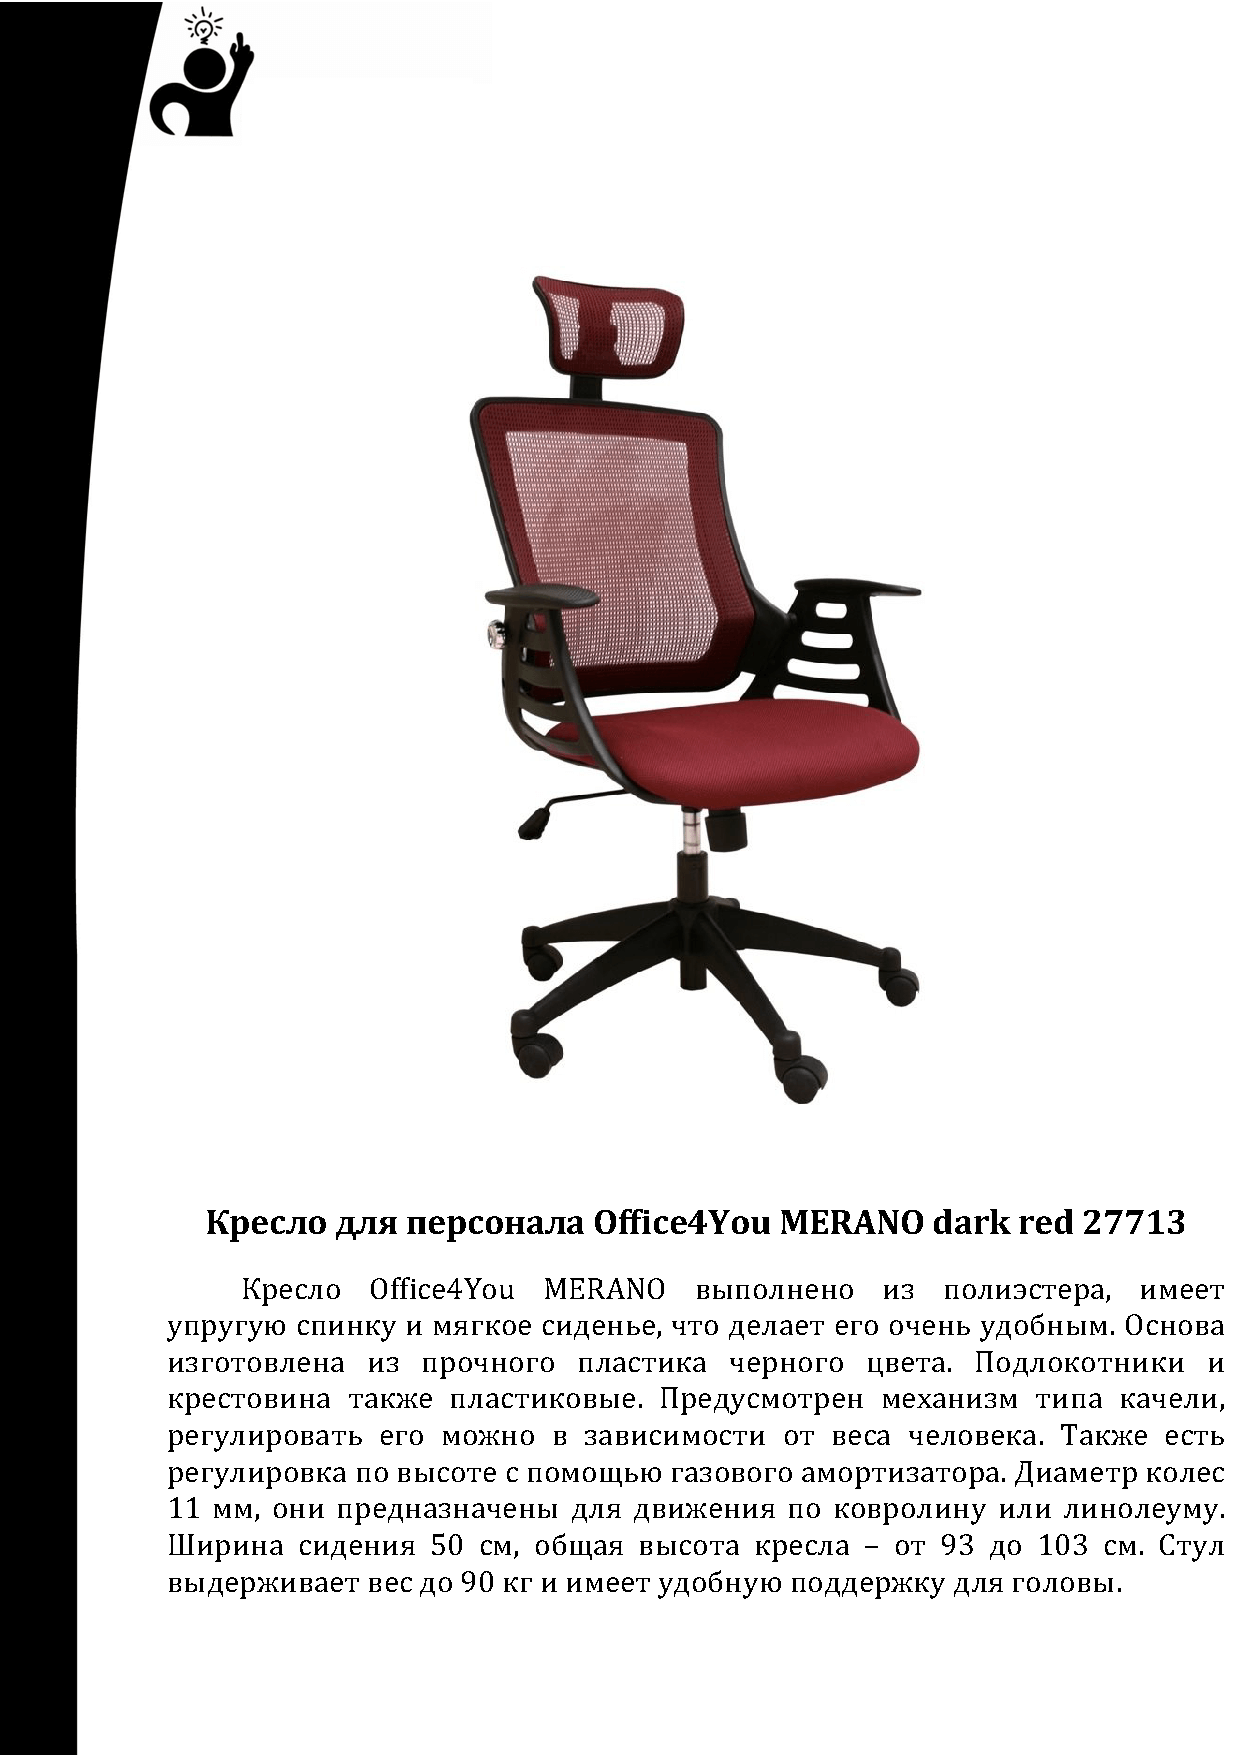 Кресло для персонала Office4You MERANO dark red 27713
Кресло Office4You MERANO выполнено из полиэстера, имеет
упругую спинку и мягкое сиденье, что делает его очень удобным. Основа
изготовлена из прочного пластика черного цвета. Подлокотники и
крестовина также пластиковые. Предусмотрен механизм типа качели,
регулировать его можно в зависимости от веса человека. Также есть
регулировка по высоте с помощью газового амортизатора. Диаметр колес
11 мм, они предназначены для движения по ковролину или линолеуму.
Ширина сидения 50 см, общая высота кресла – от 93 до 103 см. Стул
выдерживает вес до 90 кг и имеет удобную поддержку для головы.